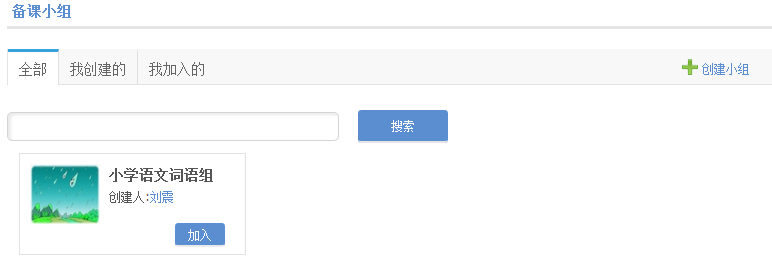 备课小组
全部 我创建的 我加入的 创建小组
搜索
小学语文词语组
创建人:刘震
加入